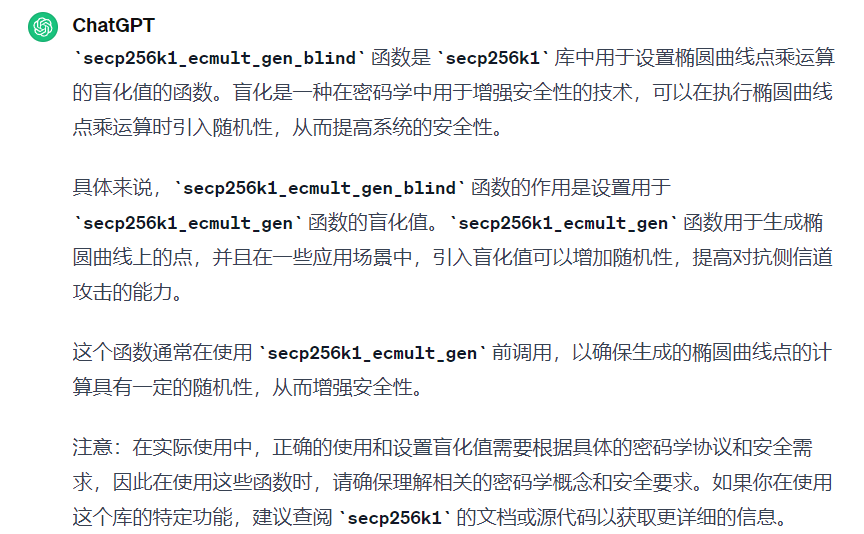 ChatGPT
`secp256k1_ecmult_gen_blind` 函数是 `secp256k1` 库中用于设置椭圆曲线点乘运算
的盲化值的函数。盲化是一种在密码学中用于增强安全性的技术，可以在执行椭圆曲线
点乘运算时引入随机性，从而提高系统的安全性。
具体来说，`secp256k1_ecmult_gen_blind` 函数的作用是设置用于
`secp256k1_ecmult_gen` 函数的盲化值。`secp256k1_ecmult_gen` 函数用于生成椭
圆曲线上的点，并且在一些应用场景中，引入盲化值可以增加随机性，提高对抗侧信道
攻击的能力。
这个函数通常在使用 `secp256k1_ecmult_gen` 前调用，以确保生成的椭圆曲线点的计
算具有一定的随机性，从而增强安全性。
注意：在实际使用中，正确的使用和设置盲化值需要根据具体的密码学协议和安全需
求，因此在使用这些函数时，请确保理解相关的密码学概念和安全要求。如果你在使用
这个库的特定功能，建议查阅 `secp256k1` 的文档或源代码以获取更详细的信息。